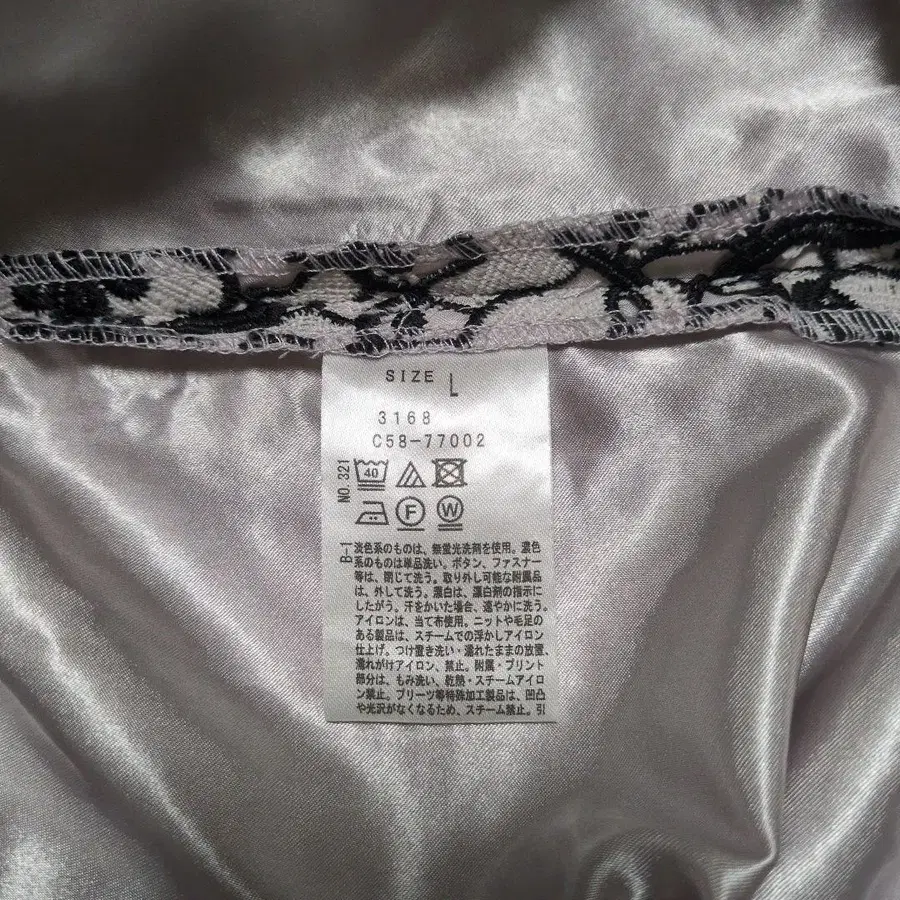 SIZE L
3168
C58-77002
NO.321
40
F W
B-1
淡色系のものは、無蛍光洗剤を使用。濃色
系のものは単品洗い。ボタン、ファスナー
等は、閉じて洗う。取り外し可能な附属品
は、外して洗う。漂白は、漂白剤の指示に
したがう。汗をかいた場合、速やかに洗う。
アイロンは、当て布使用。ニットや毛足の
ある製品は、スチームでの浮かしアイロン
仕上げ。つけ置き洗い・濡れたままの放置、
濡れがけアイロン、禁止。附属・プリント
部分は、もみ洗い、乾熱・スチームアイロ
ン禁止。プリーツ等特殊加工製品は、凹凸
や光沢がなくなるため、スチーム禁止。引